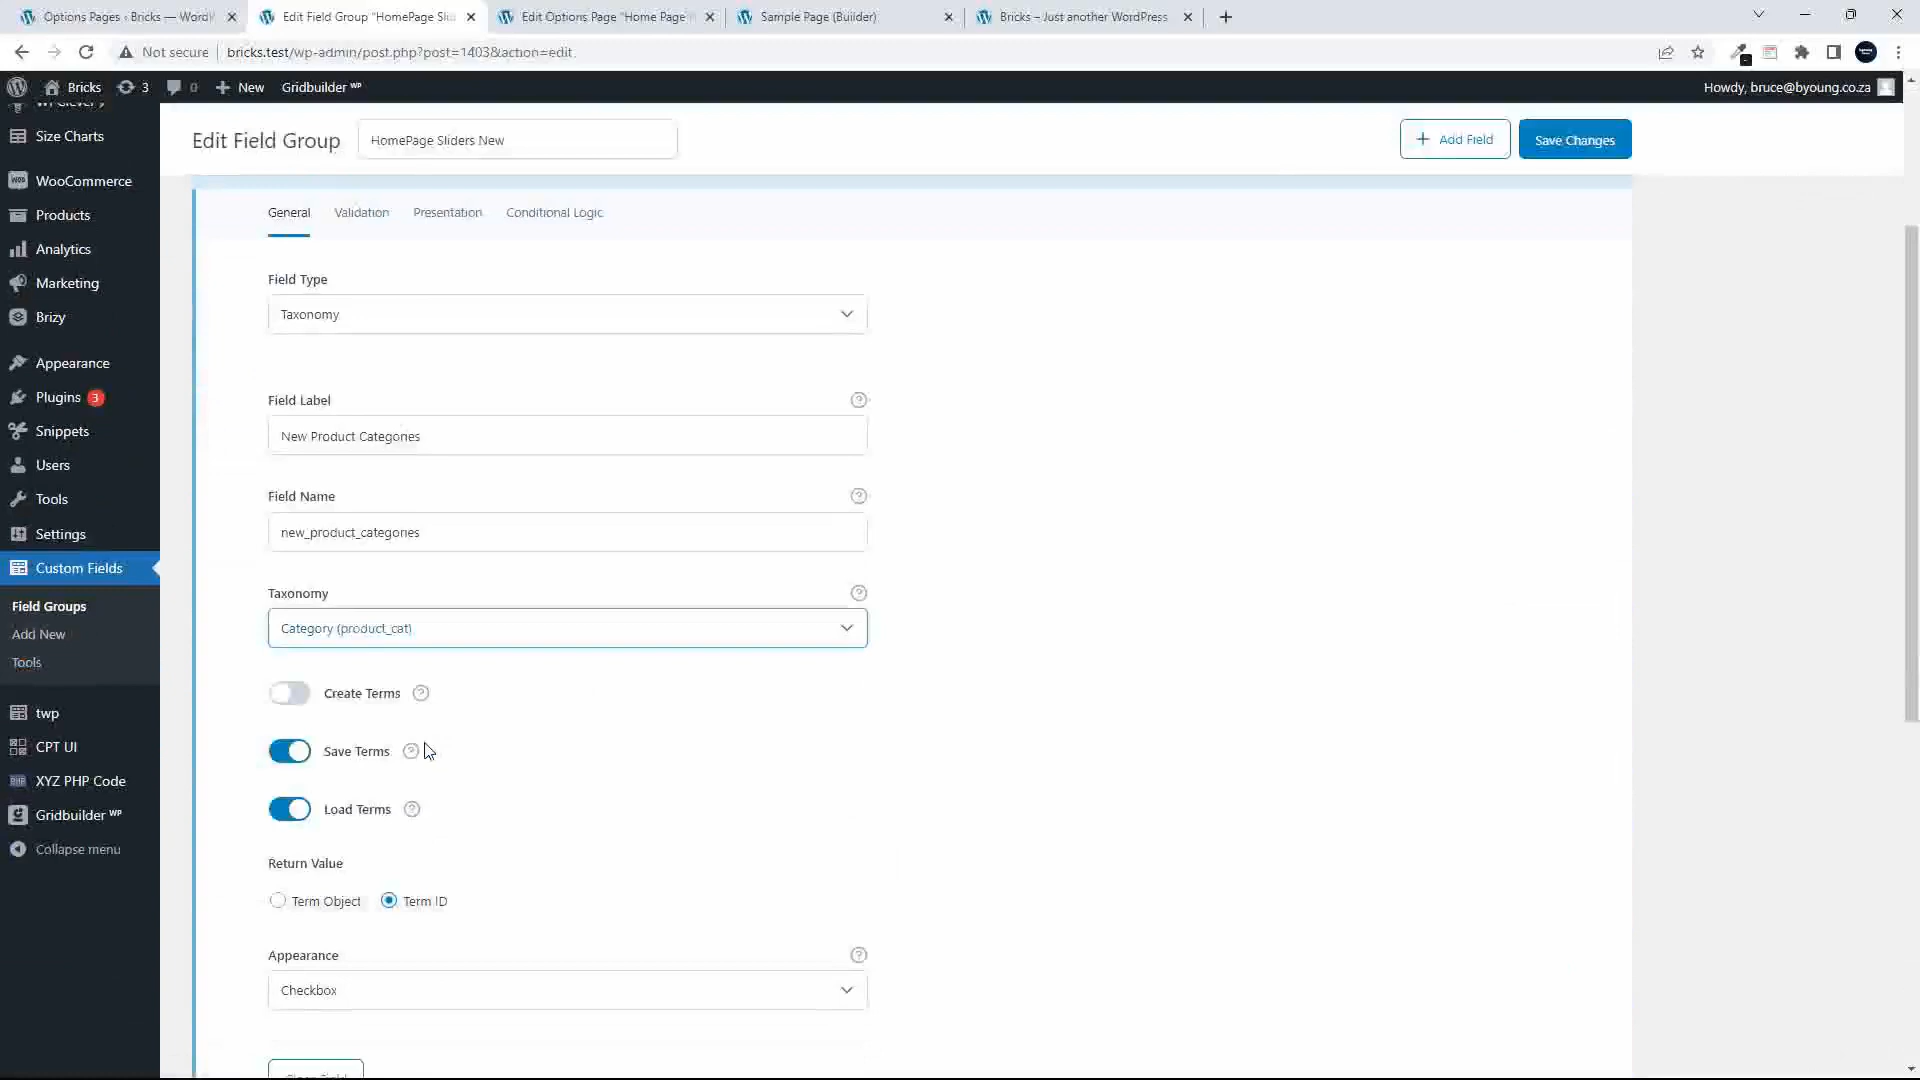 Options Pages ‹ Bricks — WordP
Edit Field Group "HomePage Slid
Edit Options Page "Home Page
Sample Page (Builder)
Bricks – Just another WordPress
Not secure
bricks.test/wp-admin/post.php?post=1403&action=edit
Bricks
3
0
New
Gridbuilder ᵂᴾ
Howdy, bruce@byoung.co.za
Size Charts
WooCommerce
Products
Analytics
Marketing
Brizy
Appearance
Plugins 3
Snippets
Users
Tools
Settings
Custom Fields
Field Groups
Add New
Tools
twp
CPT UI
XYZ PHP Code
Gridbuilder ᵂᴾ
Collapse menu
Edit Field Group
HomePage Sliders New
+ Add Field
Save Changes
General
Validation
Presentation
Conditional Logic
Field Type
Taxonomy
Field Label
New Product Categories
Field Name
new_product_categories
Taxonomy
Category (product_cat)
Create Terms
Save Terms
Load Terms
Return Value
Term Object
Term ID
Appearance
Checkbox